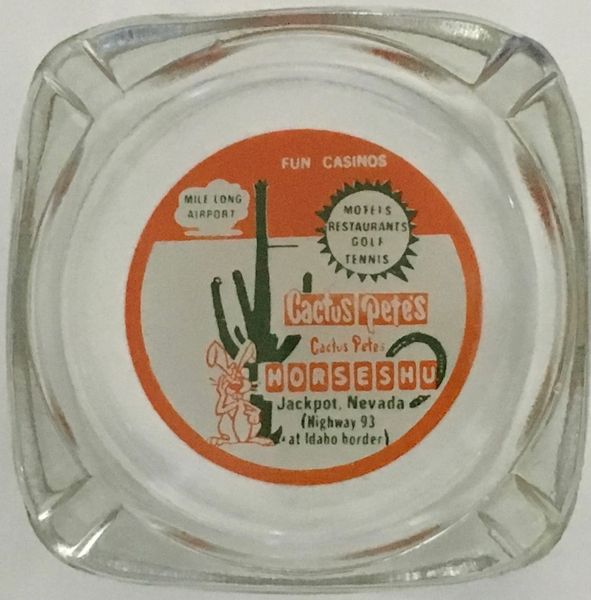 FUN CASINOS
MILE LONG
AIRPORT
MOTELS
RESTAURANTS
GOLF
TENNIS
Cactus Pete's
Cactus Petes
HORSESHU
Jackpot, Nevada
(Highway 93
at Idaho border)